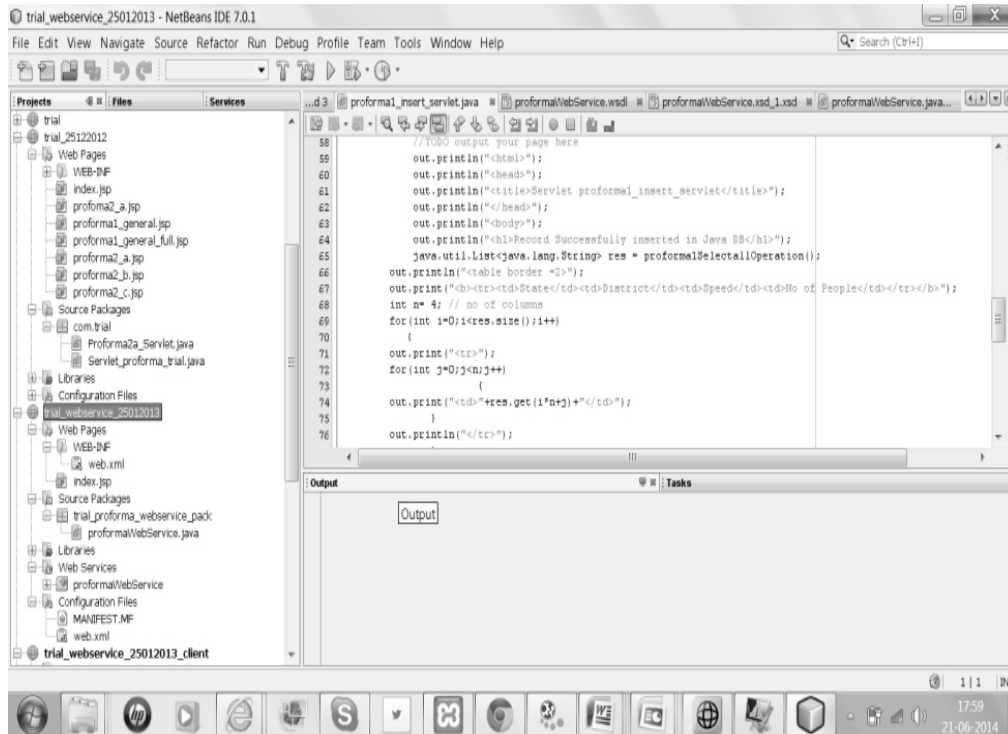 trial_webservice_25012013 - NetBeans IDE 7.0.1
File Edit View Navigate Source Refactor Run Debug Profile Team Tools Window Help
Search (Ctrl+I)
Projects Files Services
...d 3 proforma1_insert_servlet.java proformaWebService.wsdl proformaWebService.xsd_1.xsd proformaWebService.java...
trial
trial_25122012
Web Pages
WEB-INF
index.jsp
profoma2_a.jsp
proforma1_general.jsp
proforma1_general_full.jsp
proforma2_a.jsp
proforma2_b.jsp
proforma2_c.jsp
Source Packages
com.trial
Proforma2a_Servlet.java
Servlet_proforma_trial.java
Libraries
Configuration Files
trial_webservice_25012013
Web Pages
WEB-INF
web.xml
index.jsp
Source Packages
trial_proforma_webservice_pack
proformaWebService.java
Libraries
Web Services
proformaWebService
Configuration Files
MANIFEST.MF
web.xml
trial_webservice_25012013_client
58 //TODO output your page here
59 out.println("<html>");
60 out.println("<head>");
61 out.println("<title>Servlet proforma1_insert_servlet</title>");
62 out.println("</head>");
63 out.println("<body>");
64 out.println("<h1>Record Successfully inserted in Java DB</h1>");
65 java.util.List<java.lang.String> res = proforma1SelectallOperation();
66 out.println("<table border =2>");
67 out.print("<b><tr><td>State</td><td>District</td><td>Speed</td><td>No of People</td></tr></b>");
68 int n= 4; // no of columns
69 for(int i=0;i<res.size();i++)
70 {
71 out.print("<tr>");
72 for(int j=0;j<n;j++)
73 {
74 out.print("<td>"+res.get(i*n+j)+"</td>");
75 }
76 out.println("</tr>");
Output Tasks
Output
1 | 1 IN
17:59
21-06-2014